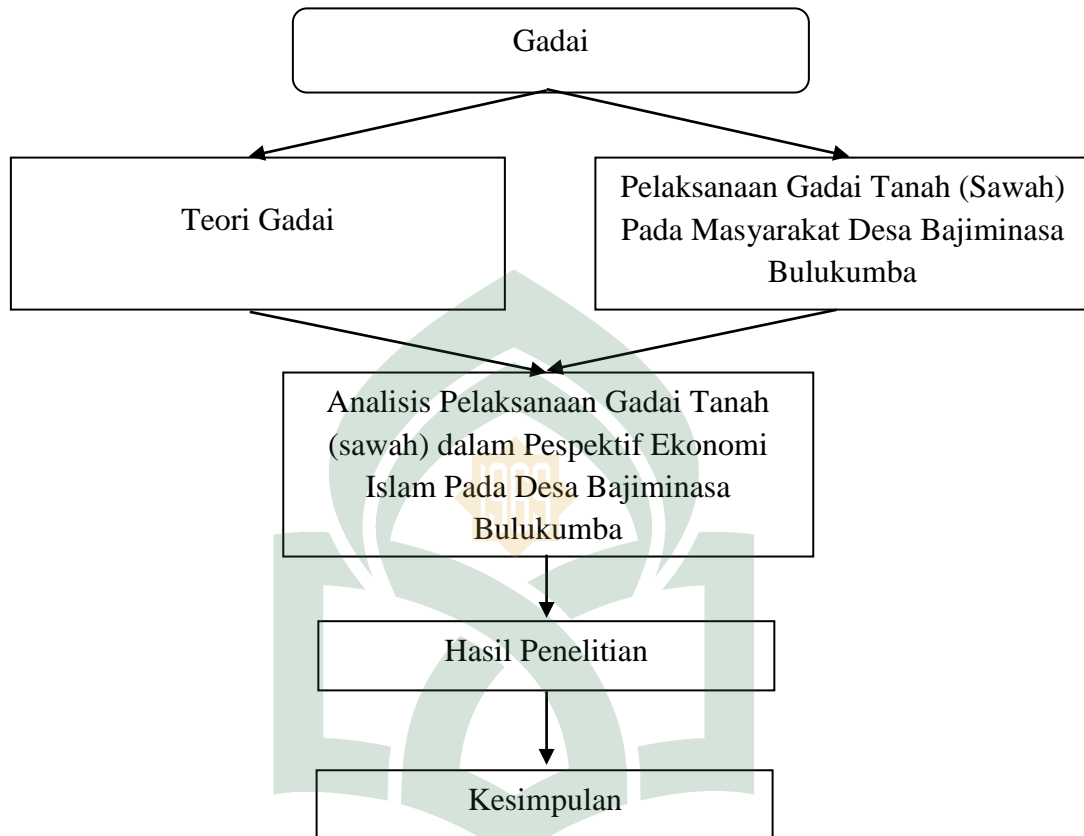 Gadai
Teori Gadai
Pelaksanaan Gadai Tanah (Sawah)
Pada Masyarakat Desa Bajiminasa
Bulukumba
Analisis Pelaksanaan Gadai Tanah
(sawah) dalam Pespektif Ekonomi
Islam Pada Desa Bajiminasa
Bulukumba
1989
Hasil Penelitian
Kesimpulan